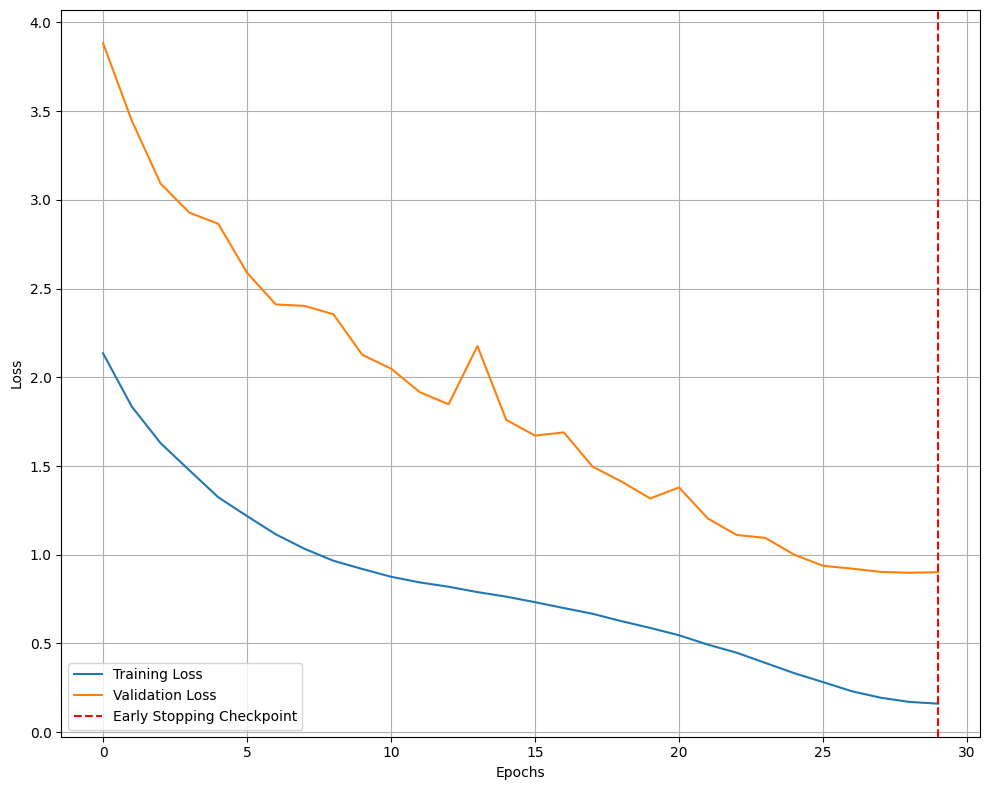 4.0
3.5
3.0
2.5
2.0
1.5
1.0
0.5
0.0
Loss
Training Loss
Validation Loss
Early Stopping Checkpoint
0 5 10 15 20 25 30
Epochs